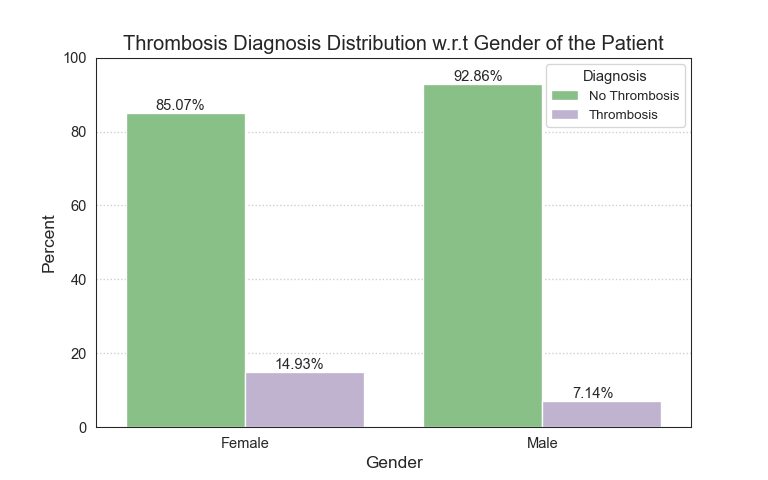 Thrombosis Diagnosis Distribution w.r.t Gender of the Patient
100
80
60
40
20
0
Percent
85.07%
14.93%
92.86%
7.14%
Diagnosis
No Thrombosis
Thrombosis
Female
Male
Gender